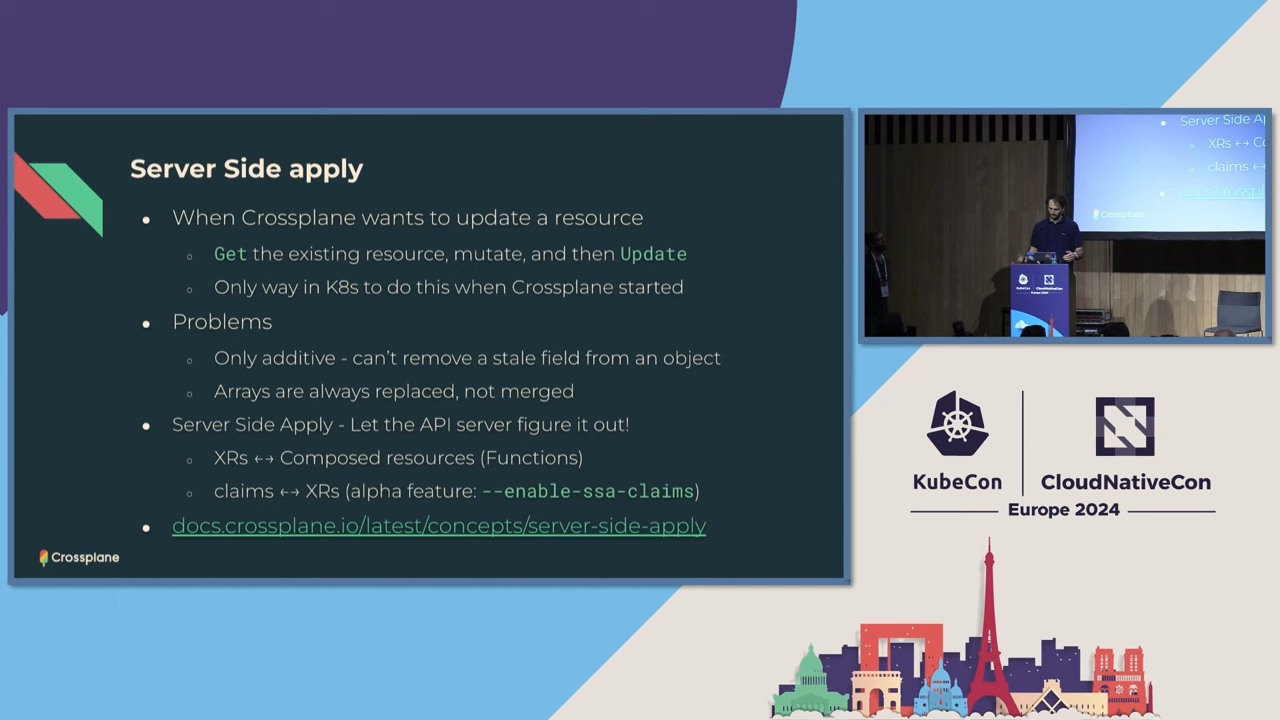 Server Side apply
• When Crossplane wants to update a resource
○ Get the existing resource, mutate, and then Update
○ Only way in K8s to do this when Crossplane started
• Problems
○ Only additive - can't remove a stale field from an object
○ Arrays are always replaced, not merged
• Server Side Apply - Let the API server figure it out!
○ XRs ↔ Composed resources (Functions)
○ claims ↔ XRs (alpha feature: --enable-ssa-claims)
• docs.crossplane.io/latest/concepts/server-side-apply
Crossplane
Server Side A
XRs ↔ C
claims ↔
Crossplane
KubeCon
CloudNativeCon
KubeCon
CloudNativeCon
Europe 2024